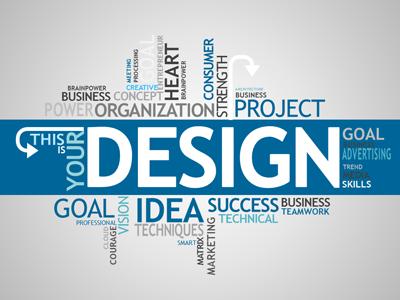 MEETING
PROCESSING
GOAL
ENTREPRENEUR
HEART
CONSUMER
STRENGTH
BRAINPOWER
CREATIVE
BRAINPOWER
ARCHITECTURE
BUSINESS
BUSINESS
CONCEPT
POWER
ORGANIZATION
PROJECT
THIS
IS
YOUR
DESIGN
GOAL
ADVERTISING
TREND
MEDIA
SKILLS
GOAL
PROFESSIONAL
CLOUD
COURAGE
VISION
IDEA
TECHNIQUES
SMART
MATRIX
MARKETING
SUCCESS
TECHNICAL
BUSINESS
TEAMWORK